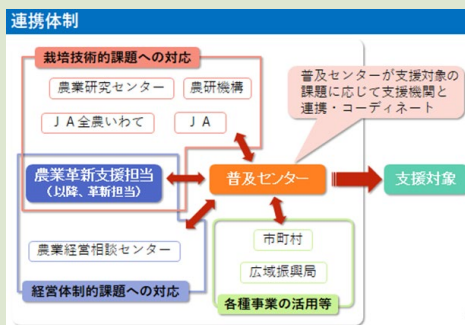 連携体制
栽培技術的課題への対応
農業研究センター
農研機構
ＪＡ全農いわて
ＪＡ
普及センターが支援対象の
課題に応じて支援機関と
連携・コーディネート
農業革新支援担当
（以降、革新担当）
普及センター
支援対象
農業経営相談センター
経営体制的課題への対応
市町村
広域振興局
各種事業の活用等